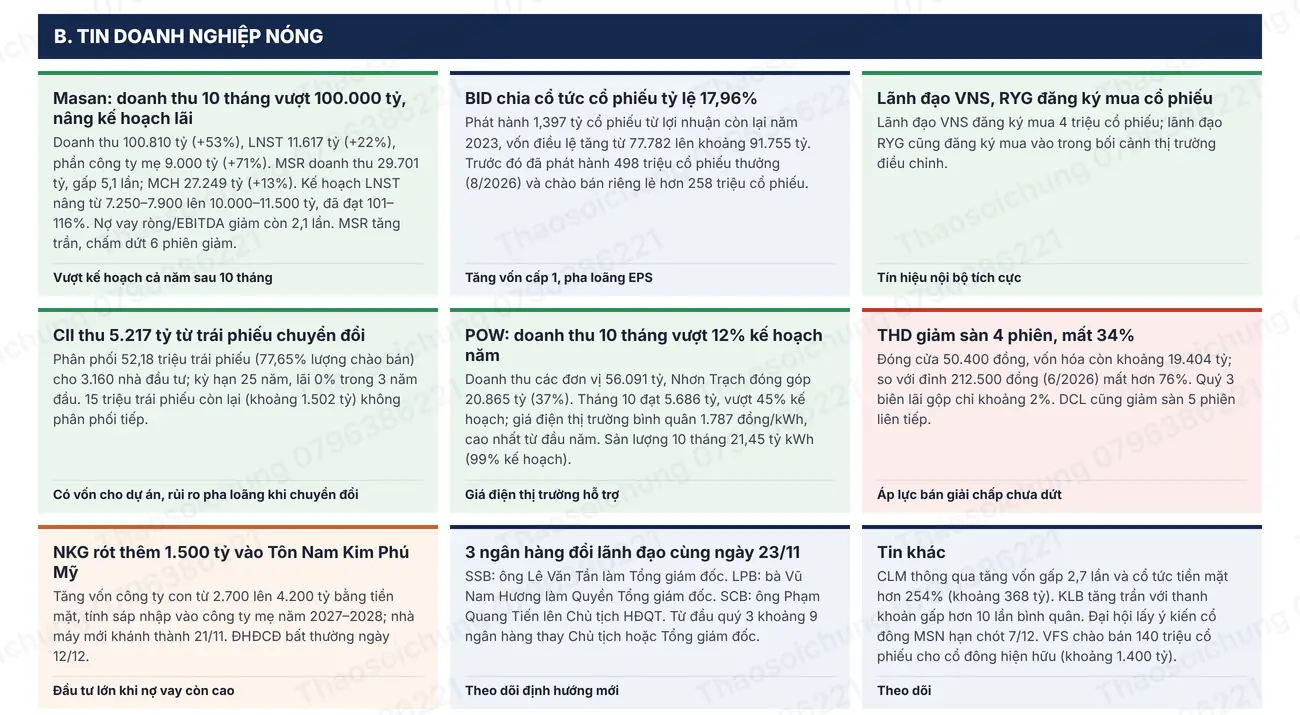 B. TIN DOANH NGHIỆP NÓNG
Masan: doanh thu 10 tháng vượt 100.000 tỷ,
nâng kế hoạch lãi
Doanh thu 100.810 tỷ (+53%), LNST 11.617 tỷ (+22%),
phần công ty mẹ 9.000 tỷ (+71%). MSR doanh thu 29.701
tỷ, gấp 5,1 lần; MCH 27.249 tỷ (+13%). Kế hoạch LNST
nâng từ 7.250–7.900 lên 10.000–11.500 tỷ, đã đạt 101–
116%. Nợ vay ròng/EBITDA giảm còn 2,1 lần. MSR tăng
trần, chấm dứt 6 phiên giảm.
Vượt kế hoạch cả năm sau 10 tháng
BID chia cổ tức cổ phiếu tỷ lệ 17,96%
Phát hành 1,397 tỷ cổ phiếu từ lợi nhuận còn lại năm
2023, vốn điều lệ tăng từ 77.782 lên khoảng 91.755 tỷ.
Trước đó đã phát hành 498 triệu cổ phiếu thưởng
(8/2026) và chào bán riêng lẻ hơn 258 triệu cổ phiếu.
Tăng vốn cấp 1, pha loãng EPS
Lãnh đạo VNS, RYG đăng ký mua cổ phiếu
Lãnh đạo VNS đăng ký mua 4 triệu cổ phiếu; lãnh đạo
RYG cũng đăng ký mua vào trong bối cảnh thị trường
điều chỉnh.
Tín hiệu nội bộ tích cực
CII thu 5.217 tỷ từ trái phiếu chuyển đổi
Phân phối 52,18 triệu trái phiếu (77,65% lượng chào bán)
cho 3.160 nhà đầu tư; kỳ hạn 25 năm, lãi 0% trong 3 năm
đầu. 15 triệu trái phiếu còn lại (khoảng 1.502 tỷ) không
phân phối tiếp.
Có vốn cho dự án, rủi ro pha loãng khi chuyển đổi
POW: doanh thu 10 tháng vượt 12% kế hoạch
năm
Doanh thu các đơn vị 56.091 tỷ, Nhơn Trạch đóng góp
20.865 tỷ (37%). Tháng 10 đạt 5.686 tỷ, vượt 45% kế
hoạch; giá điện thị trường bình quân 1.787 đồng/kWh,
cao nhất từ đầu năm. Sản lượng 10 tháng 21,45 tỷ kWh
(99% kế hoạch).
Giá điện thị trường hỗ trợ
THD giảm sàn 4 phiên, mất 34%
Đóng cửa 50.400 đồng, vốn hóa còn khoảng 19.404 tỷ;
so với đỉnh 212.500 đồng (6/2026) mất hơn 76%. Quý 3
biên lãi gộp chỉ khoảng 2%. DCL cũng giảm sàn 5 phiên
liên tiếp.
Áp lực bán giải chấp chưa dứt
NKG rót thêm 1.500 tỷ vào Tôn Nam Kim Phú
Mỹ
Tăng vốn công ty con từ 2.700 lên 4.200 tỷ bằng tiền
mặt, tính sáp nhập vào công ty mẹ năm 2027–2028; nhà
máy mới khánh thành 21/11. ĐHĐCĐ bất thường ngày
12/12.
Đầu tư lớn khi nợ vay còn cao
3 ngân hàng đổi lãnh đạo cùng ngày 23/11
SSB: ông Lê Văn Tần làm Tổng giám đốc. LPB: bà Vũ
Nam Hương làm Quyền Tổng giám đốc. SCB: ông Phạm
Quang Tiến lên Chủ tịch HĐQT. Từ đầu quý 3 khoảng 9
ngân hàng thay Chủ tịch hoặc Tổng giám đốc.
Theo dõi định hướng mới
Tin khác
CLM thông qua tăng vốn gấp 2,7 lần và cổ tức tiền mặt
hơn 254% (khoảng 368 tỷ). KLB tăng trần với thanh
khoản gấp hơn 10 lần bình quân. Đại hội lấy ý kiến cổ
đông MSN hạn chót 7/12. VFS chào bán 140 triệu cổ
phiếu cho cổ đông hiện hữu (khoảng 1.400 tỷ).
Theo dõi
Thaosoichung 0796386221